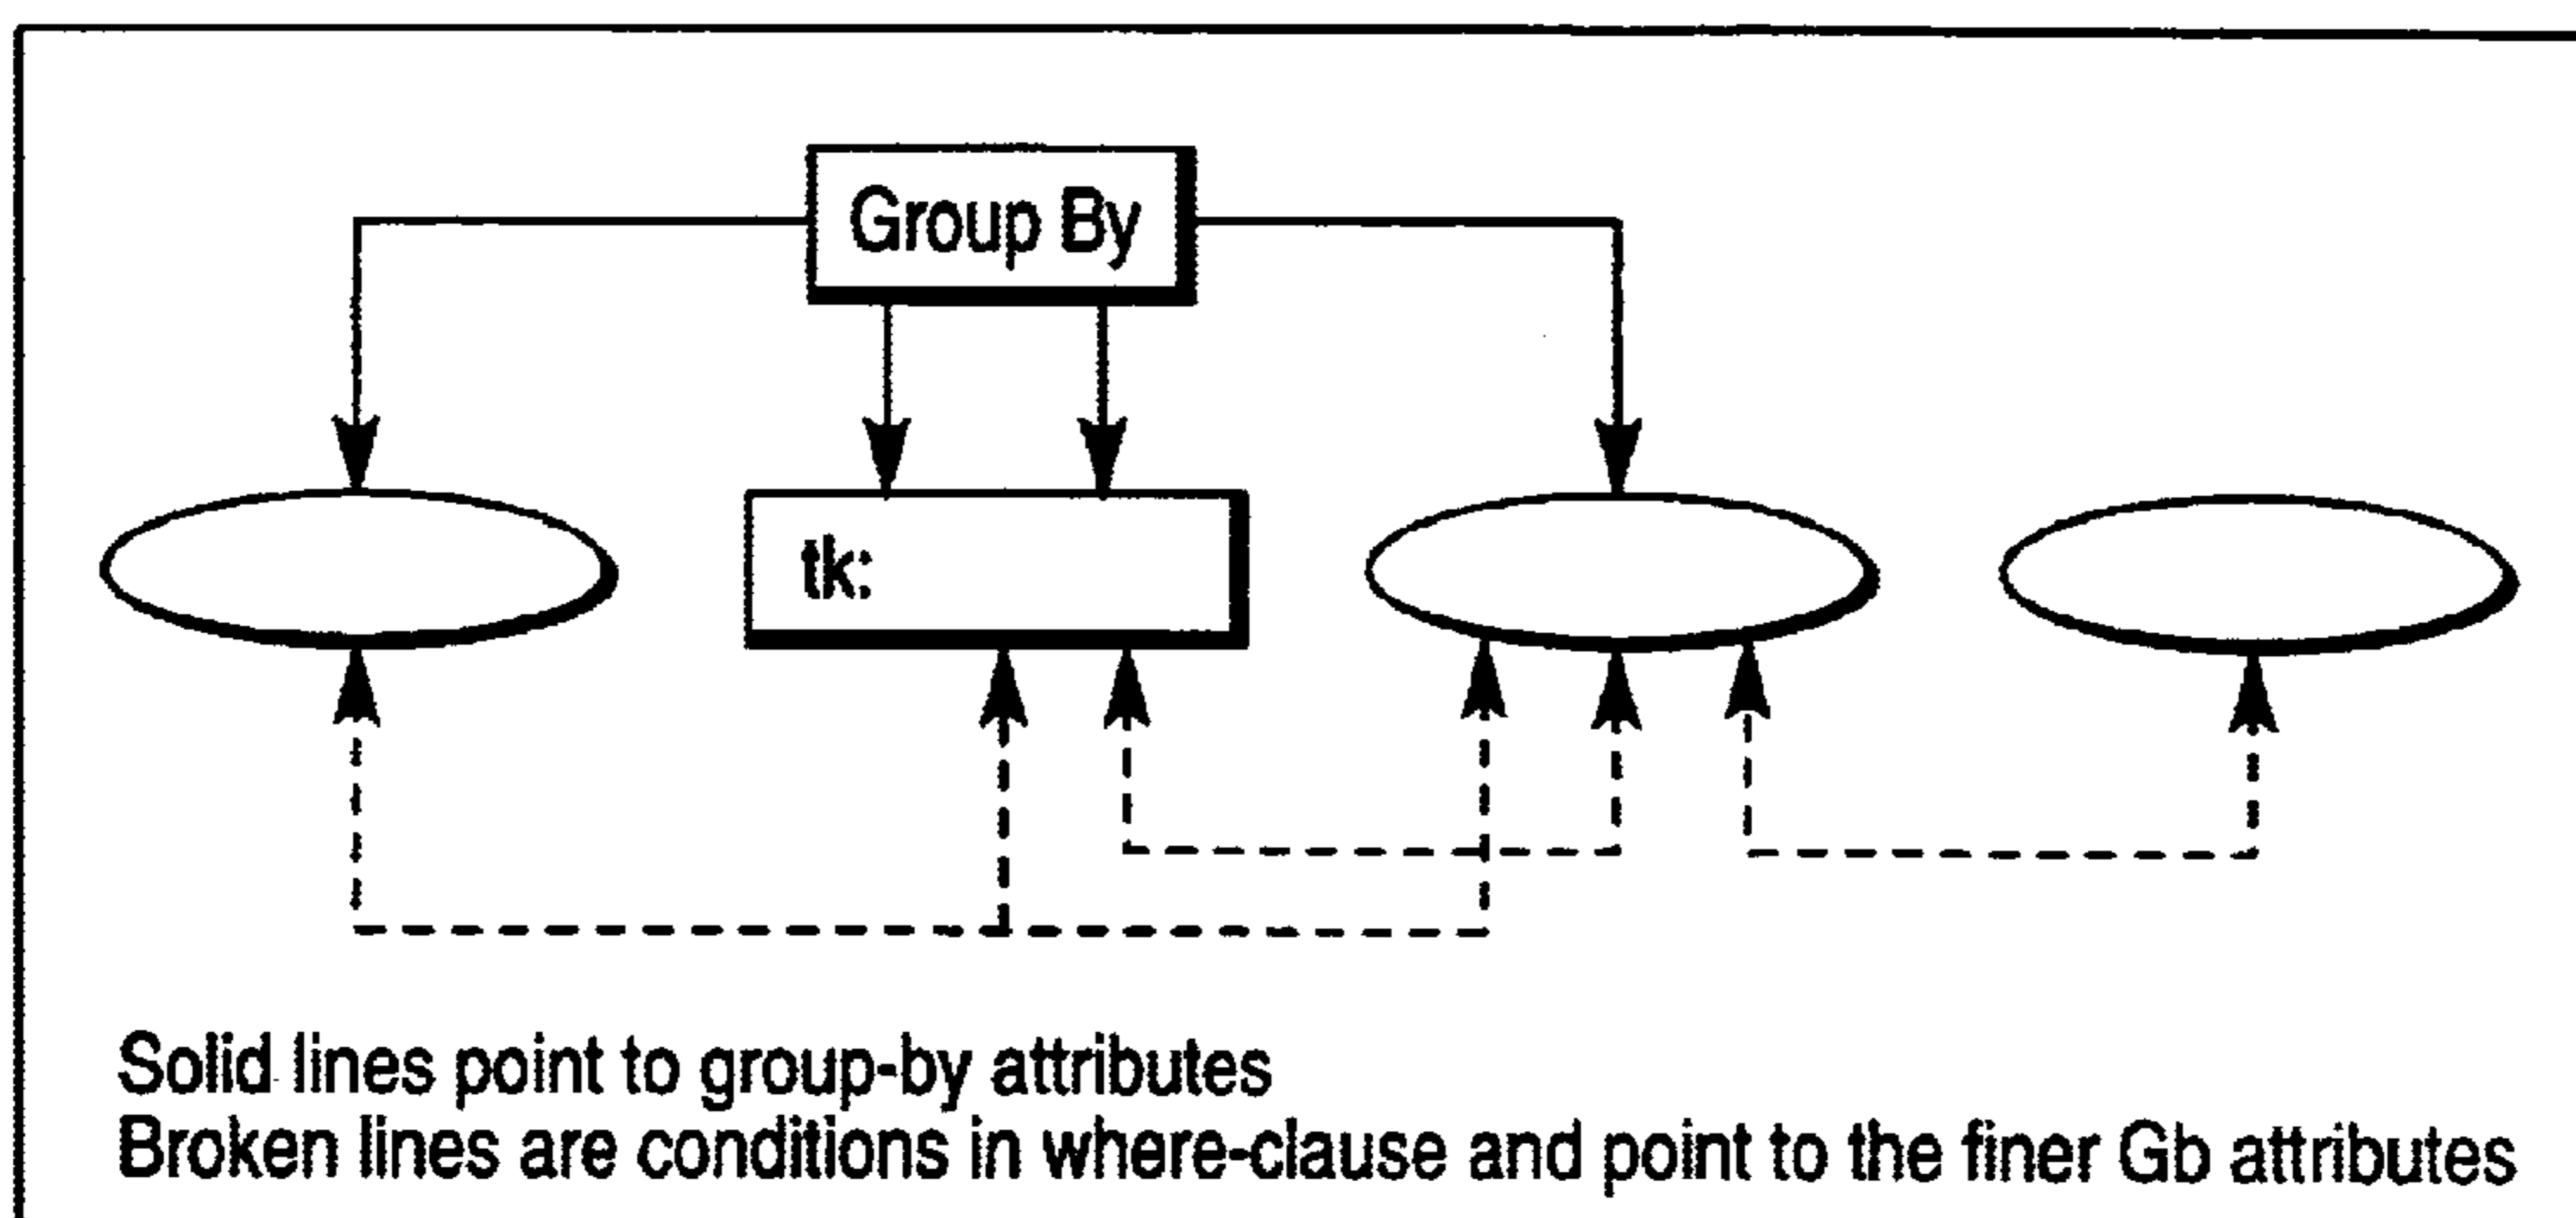 Group By
tk:
Solid lines point to group-by attributes
Broken lines are conditions in where-clause and point to the finer Gb attributes